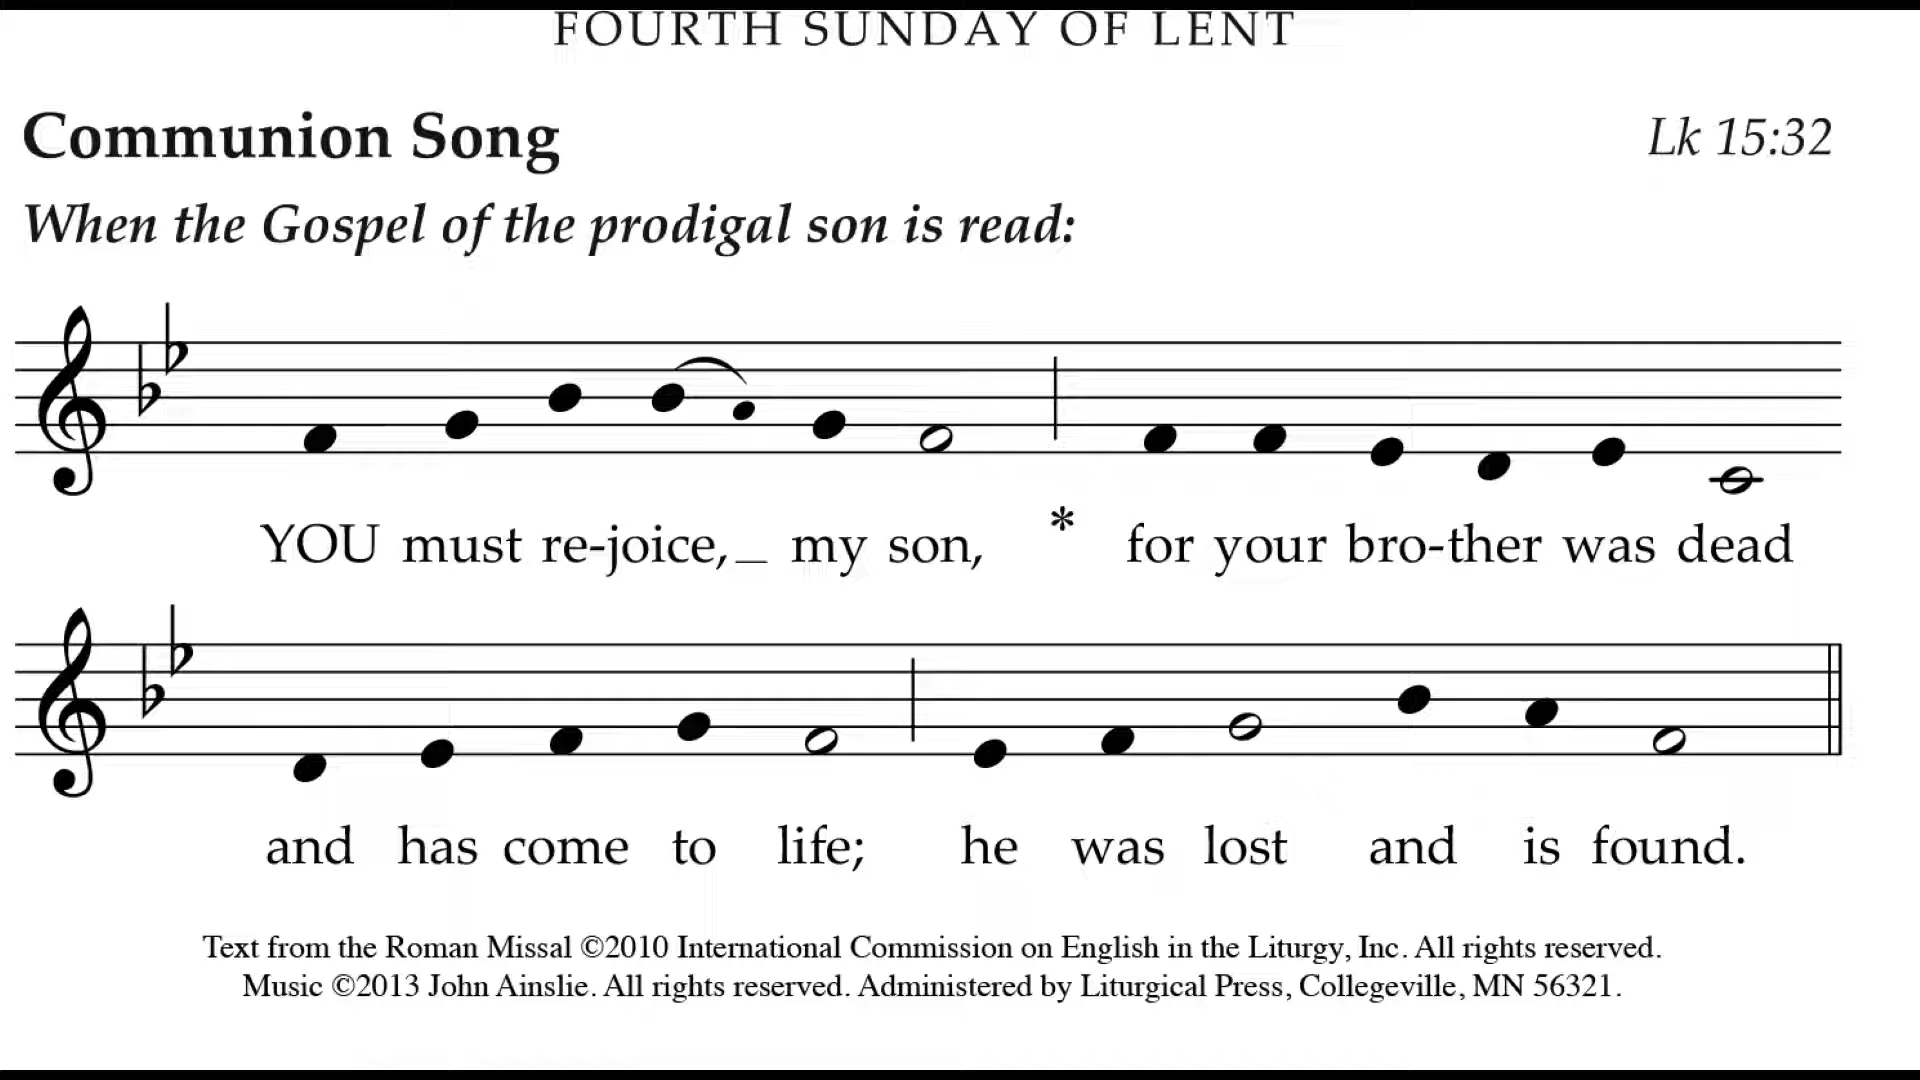 FOURTH SUNDAY OF LENT
Communion Song Lk 15:32
When the Gospel of the prodigal son is read:
YOU must re-joice,_ my son, * for your bro-ther was dead
and has come to life; he was lost and is found.
Text from the Roman Missal ©2010 International Commission on English in the Liturgy, Inc. All rights reserved.
Music ©2013 John Ainslie. All rights reserved. Administered by Liturgical Press, Collegeville, MN 56321.